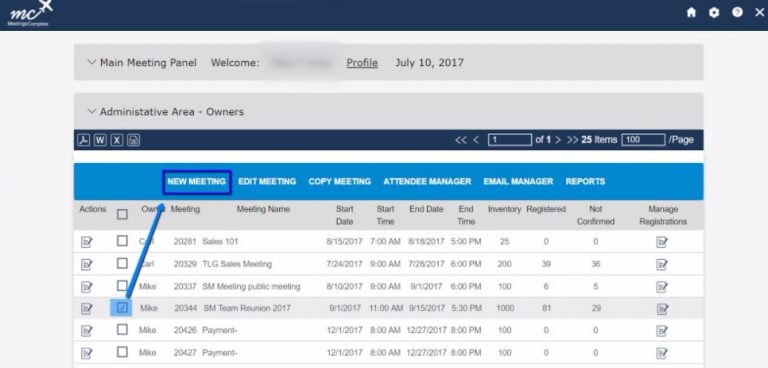 mc
MeetingsComplete
Main Meeting Panel Welcome: Profile July 10, 2017
Administative Area - Owners
W X << < 1 of 1 > >> 25 Items 100 /Page
NEW MEETING EDIT MEETING COPY MEETING ATTENDEE MANAGER EMAIL MANAGER REPORTS
Actions Meeting Meeting Name Start Date Start Time End Date End Time Inventory Registered Not Confirmed Manage Registrations
Carl 20281 Sales 101 8/15/2017 7:00 AM 8/18/2017 5:00 PM 25 0 0
Carl 20329 TLG Sales Meeting 7/24/2017 9:00 AM 7/28/2017 6:00 PM 200 39 36
Mike 20337 SM Meeting public meeting 8/10/2017 9:00 AM 9/1/2017 6:00 PM 100 6 5
Mike 20344 SM Team Reunion 2017 9/1/2017 11:00 AM 9/15/2017 5:30 PM 1000 81 29
Mike 20426 Payment- 12/1/2017 8:00 AM 12/27/2017 8:00 PM 100 0 0
Mike 20427 Payment- 12/1/2017 8:00 AM 12/27/2017 8:00 PM 100 0 0